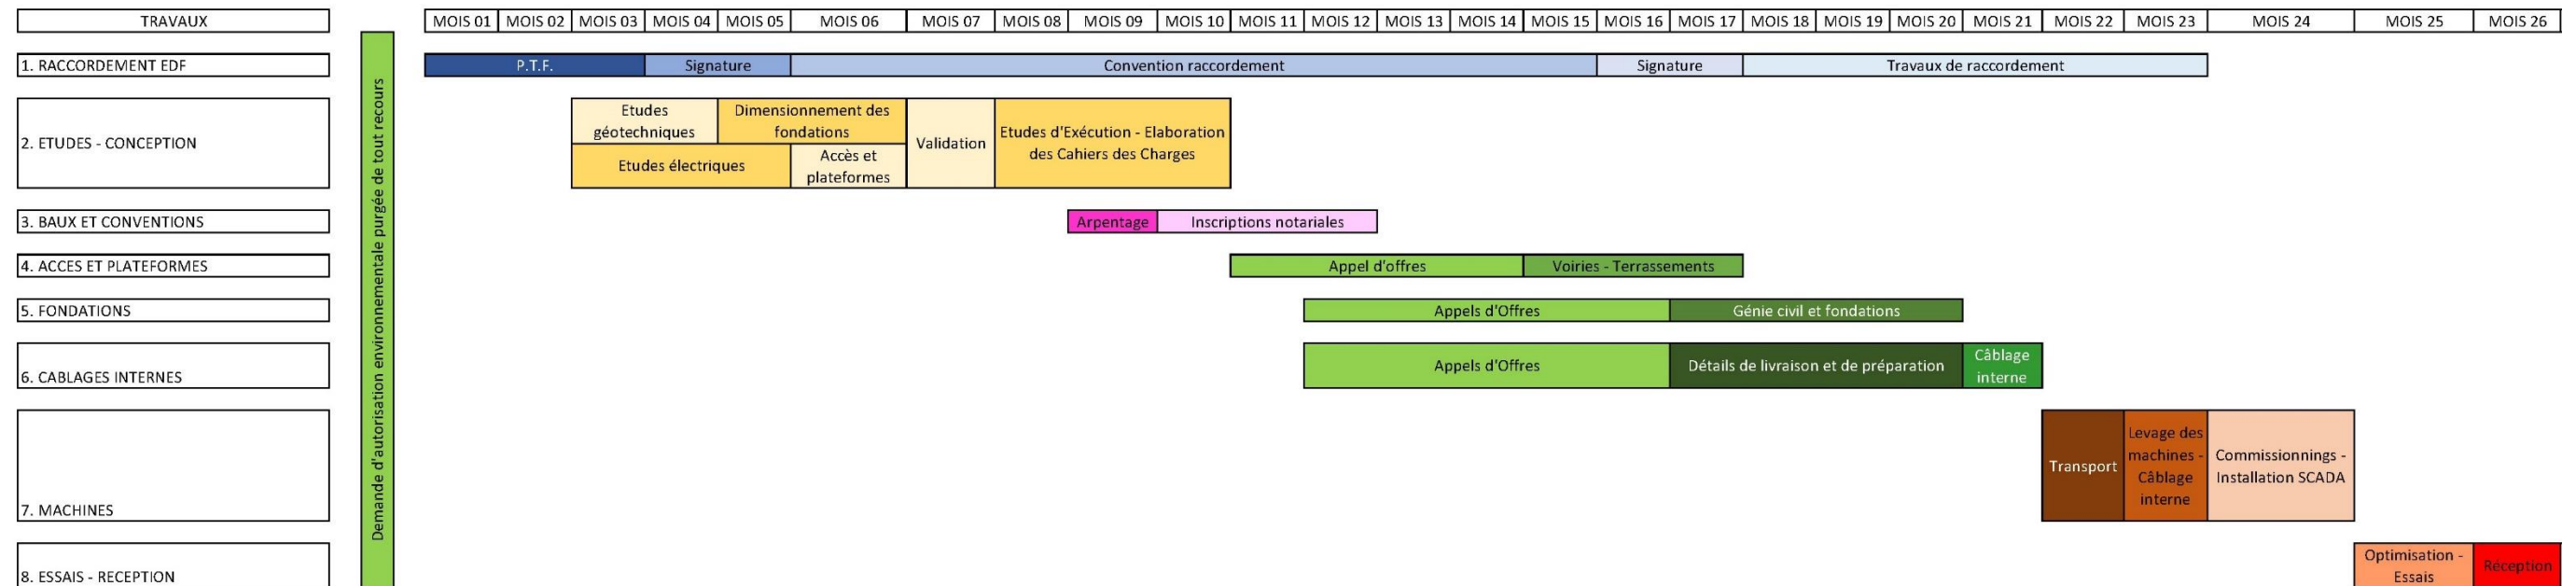 TRAVAUX
MOIS 01 MOIS 02 MOIS 03 MOIS 04 MOIS 05 MOIS 06 MOIS 07 MOIS 08 MOIS 09 MOIS 10 MOIS 11 MOIS 12 MOIS 13 MOIS 14 MOIS 15 MOIS 16 MOIS 17 MOIS 18 MOIS 19 MOIS 20 MOIS 21 MOIS 22 MOIS 23 MOIS 24 MOIS 25 MOIS 26
Demande d'autorisation environnementale purgée de tout recours
1. RACCORDEMENT EDF
P.T.F.
Signature
Convention raccordement
Signature
Travaux de raccordement
2. ETUDES - CONCEPTION
Etudes
géotechniques
Dimensionnement des
fondations
Etudes électriques
Accès et
plateformes
Validation
Etudes d'Exécution - Elaboration
des Cahiers des Charges
3. BAUX ET CONVENTIONS
Arpentage
Inscriptions notariales
4. ACCES ET PLATEFORMES
Appel d'offres
Voiries - Terrassements
5. FONDATIONS
Appels d'Offres
Génie civil et fondations
6. CABLAGES INTERNES
Appels d'Offres
Détails de livraison et de préparation
Câblage
interne
7. MACHINES
Transport
Levage des
machines -
Câblage
interne
Commissionnings -
Installation SCADA
8. ESSAIS - RECEPTION
Optimisation -
Essais
Réception